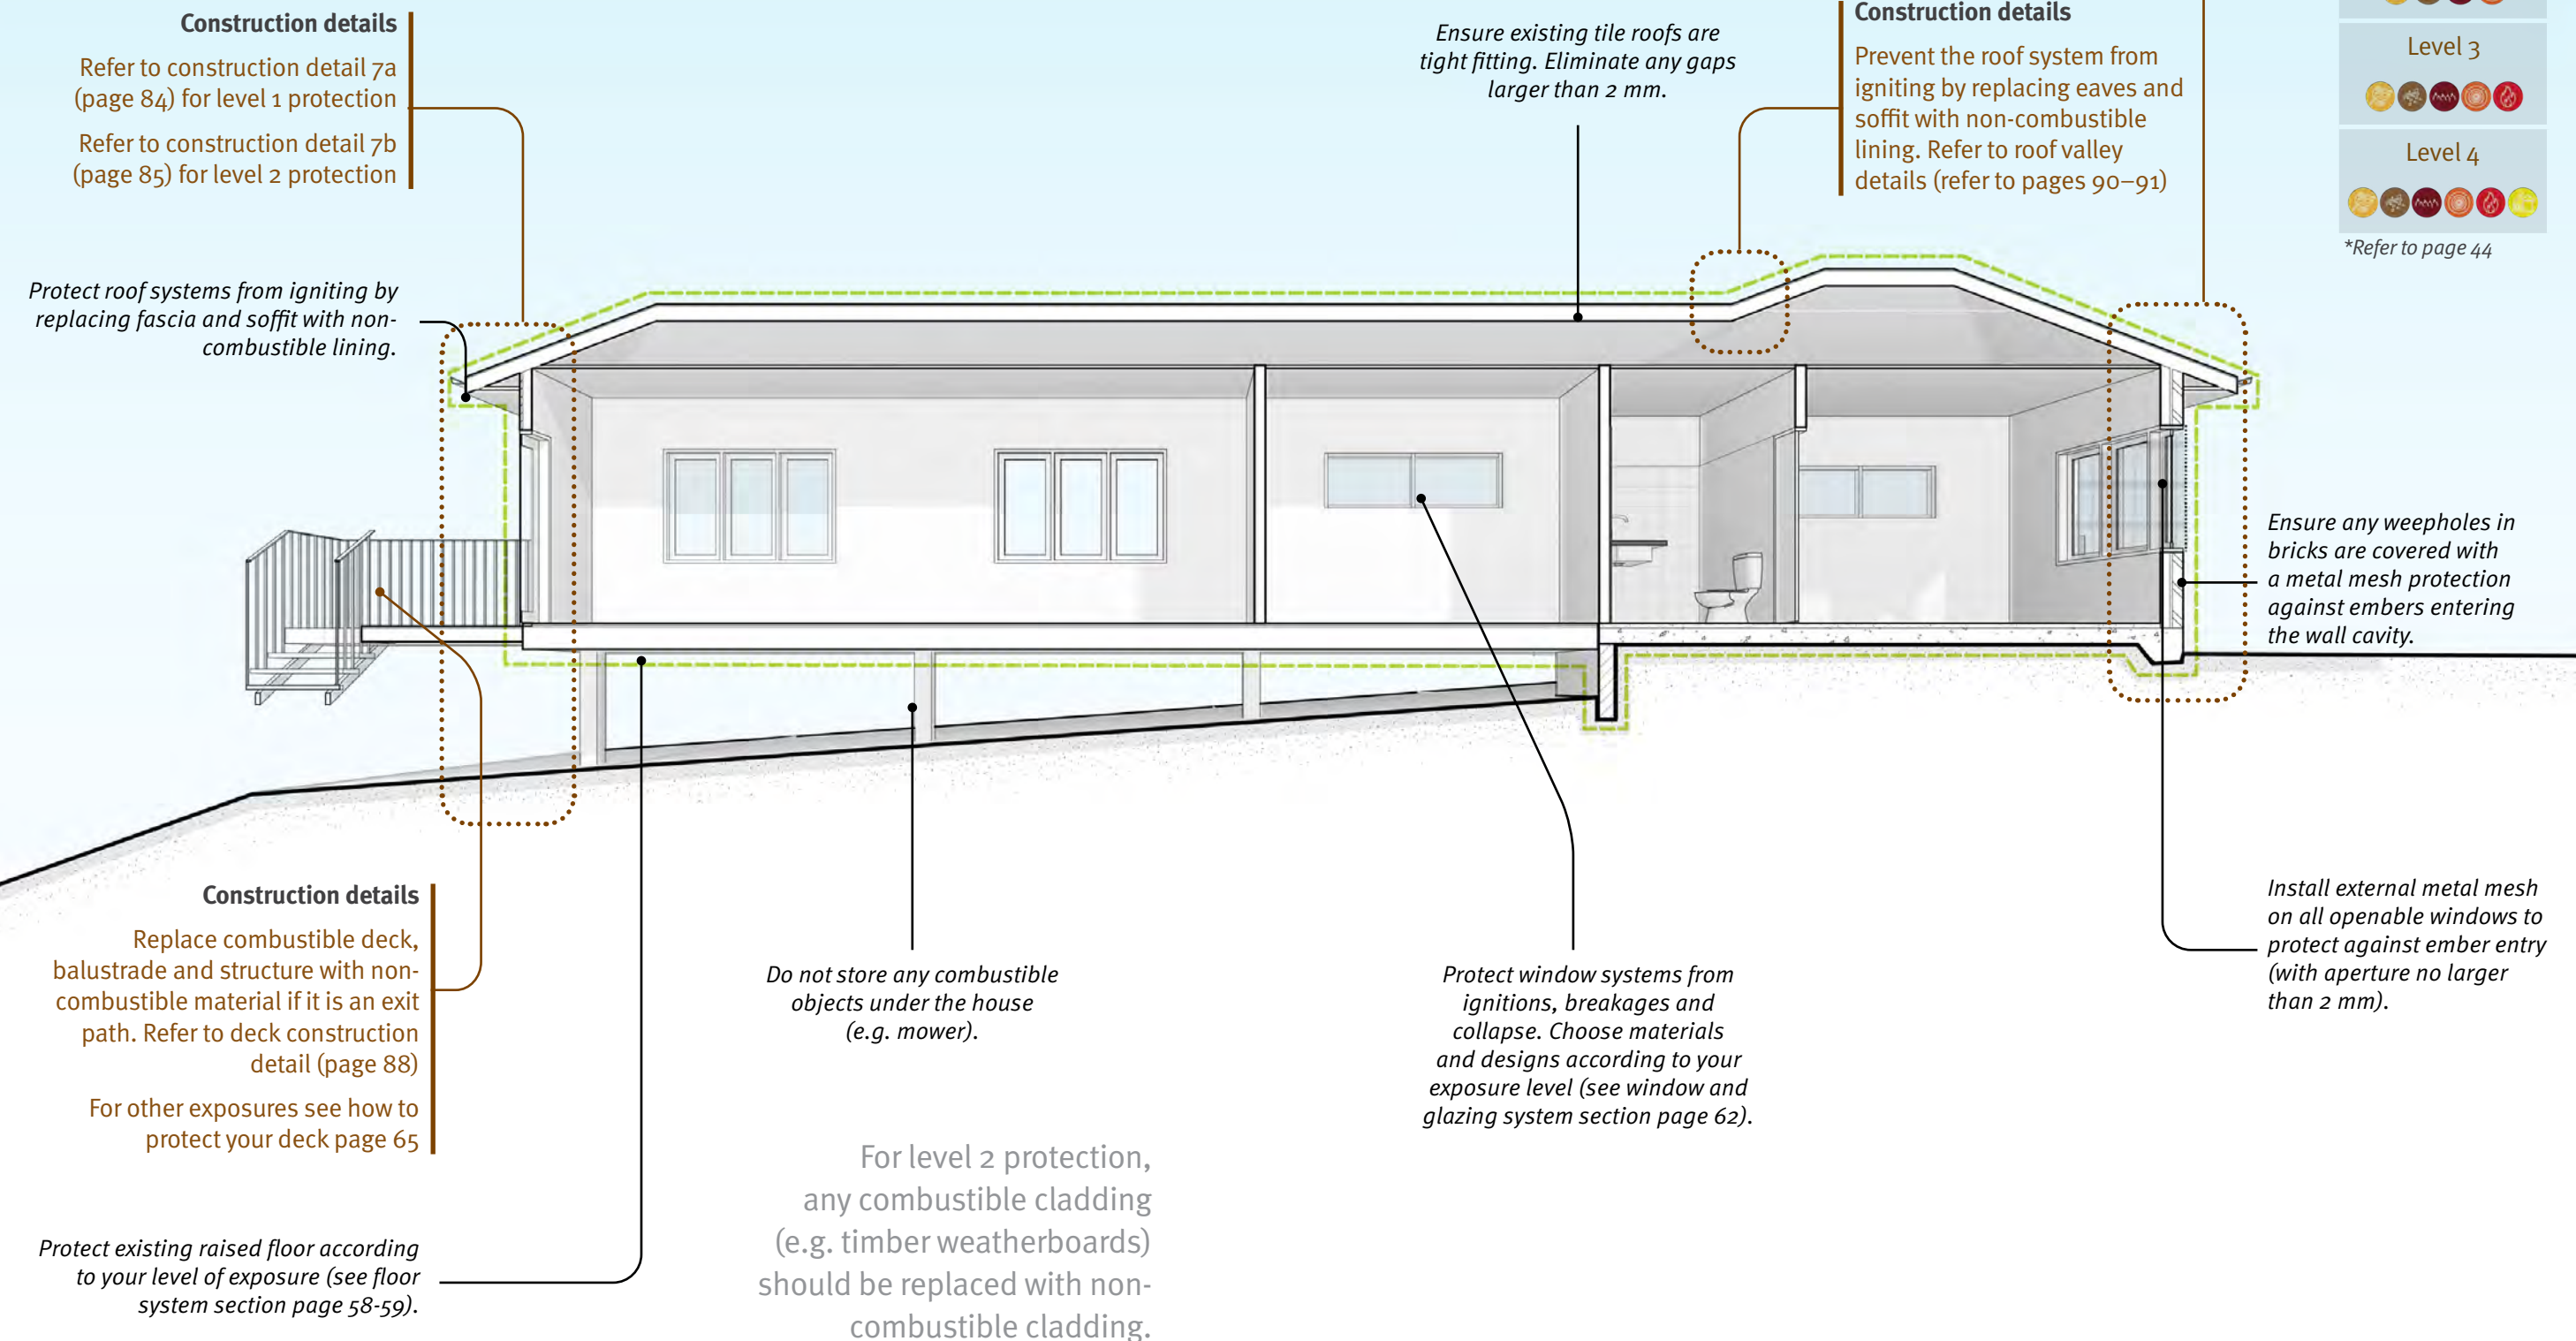 Construction details
Refer to construction detail 7a
(page 84) for level 1 protection
Refer to construction detail 7b
(page 85) for level 2 protection
Protect roof systems from igniting by
replacing fascia and soffit with non-
combustible lining.
Ensure existing tile roofs are
tight fitting. Eliminate any gaps
larger than 2 mm.
Construction details
Prevent the roof system from
igniting by replacing eaves and
soffit with non-combustible
lining. Refer to roof valley
details (refer to pages 90–91)
Level 3
Level 4
*Refer to page 44
Ensure any weepholes in
bricks are covered with
a metal mesh protection
against embers entering
the wall cavity.
Install external metal mesh
on all openable windows to
protect against ember entry
(with aperture no larger
than 2 mm).
Construction details
Replace combustible deck,
balustrade and structure with non-
combustible material if it is an exit
path. Refer to deck construction
detail (page 88)
For other exposures see how to
protect your deck page 65
Do not store any combustible
objects under the house
(e.g. mower).
Protect window systems from
ignitions, breakages and
collapse. Choose materials
and designs according to your
exposure level (see window and
glazing system section page 62).
Protect existing raised floor according
to your level of exposure (see floor
system section page 58-59).
For level 2 protection,
any combustible cladding
(e.g. timber weatherboards)
should be replaced with non-
combustible cladding.